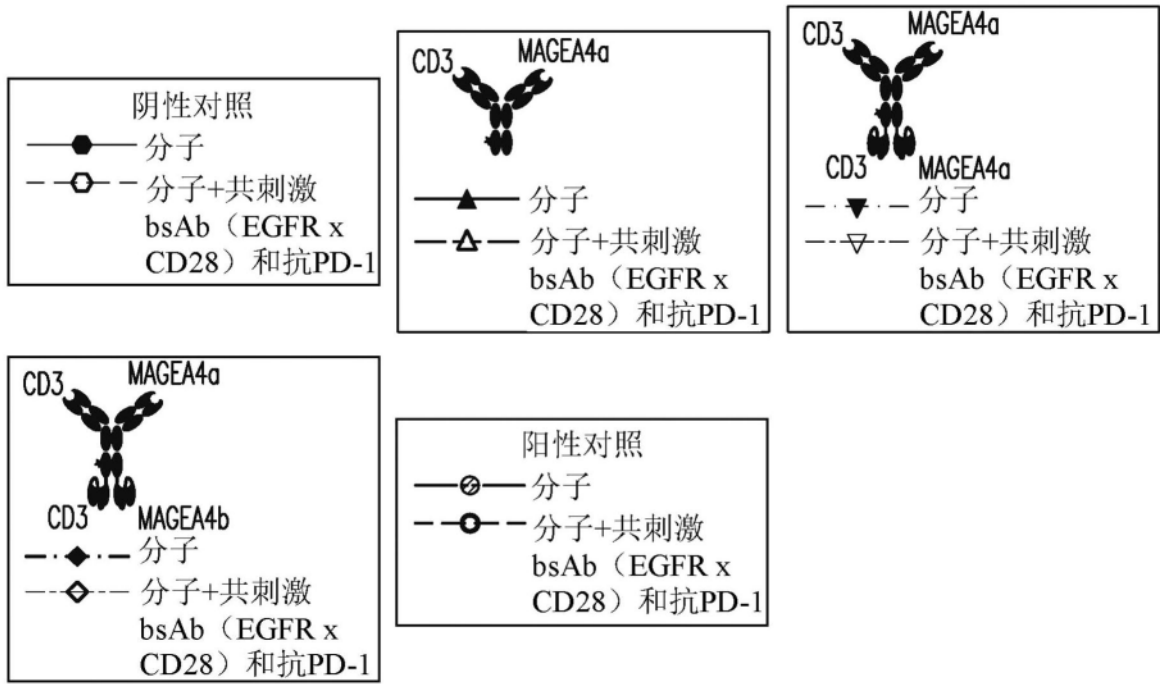 阴性对照
分子
分子+共刺激
bsAb（EGFR x
CD28）和抗PD-1
CD3 MAGEA4a
分子
分子+共刺激
bsAb（EGFR x
CD28）和抗PD-1
CD3 MAGEA4a
CD3 MAGEA4a
分子
分子+共刺激
bsAb（EGFR x
CD28）和抗PD-1
CD3 MAGEA4a
CD3 MAGEA4b
分子
分子+共刺激
bsAb（EGFR x
CD28）和抗PD-1
阳性对照
分子
分子+共刺激
bsAb（EGFR x
CD28）和抗PD-1